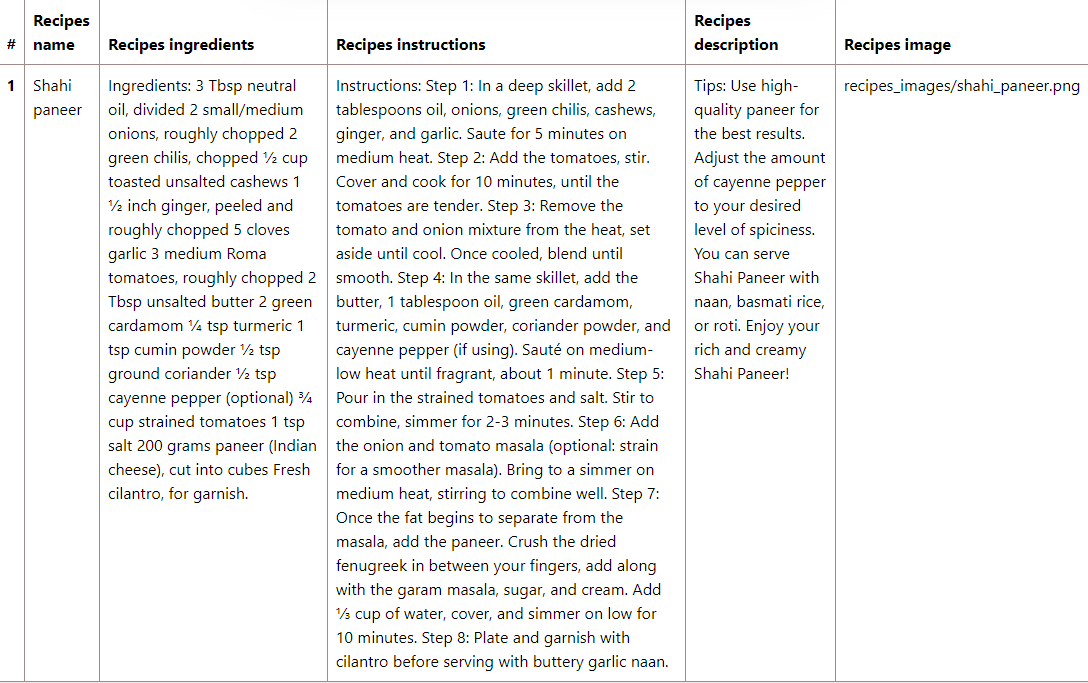 #
Recipes
name
Recipes ingredients
Recipes instructions
Recipes
description
Recipes image
1
Shahi
paneer
Ingredients: 3 Tbsp neutral
oil, divided 2 small/medium
onions, roughly chopped 2
green chilis, chopped ½ cup
toasted unsalted cashews 1
½ inch ginger, peeled and
roughly chopped 5 cloves
garlic 3 medium Roma
tomatoes, roughly chopped 2
Tbsp unsalted butter 2 green
cardamom ¼ tsp turmeric 1
tsp cumin powder ½ tsp
ground coriander ½ tsp
cayenne pepper (optional) ¾
cup strained tomatoes 1 tsp
salt 200 grams paneer (Indian
cheese), cut into cubes Fresh
cilantro, for garnish.
Instructions: Step 1: In a deep skillet, add 2
tablespoons oil, onions, green chilis, cashews,
ginger, and garlic. Saute for 5 minutes on
medium heat. Step 2: Add the tomatoes, stir.
Cover and cook for 10 minutes, until the
tomatoes are tender. Step 3: Remove the
tomato and onion mixture from the heat, set
aside until cool. Once cooled, blend until
smooth. Step 4: In the same skillet, add the
butter, 1 tablespoon oil, green cardamom,
turmeric, cumin powder, coriander powder, and
cayenne pepper (if using). Sauté on medium-
low heat until fragrant, about 1 minute. Step 5:
Pour in the strained tomatoes and salt. Stir to
combine, simmer for 2-3 minutes. Step 6: Add
the onion and tomato masala (optional: strain
for a smoother masala). Bring to a simmer on
medium heat, stirring to combine well. Step 7:
Once the fat begins to separate from the
masala, add the paneer. Crush the dried
fenugreek in between your fingers, add along
with the garam masala, sugar, and cream. Add
⅓ cup of water, cover, and simmer on low for
10 minutes. Step 8: Plate and garnish with
cilantro before serving with buttery garlic naan.
Tips: Use high-
quality paneer for
the best results.
Adjust the amount
of cayenne pepper
to your desired
level of spiciness.
You can serve
Shahi Paneer with
naan, basmati rice,
or roti. Enjoy your
rich and creamy
Shahi Paneer!
recipes_images/shahi_paneer.png